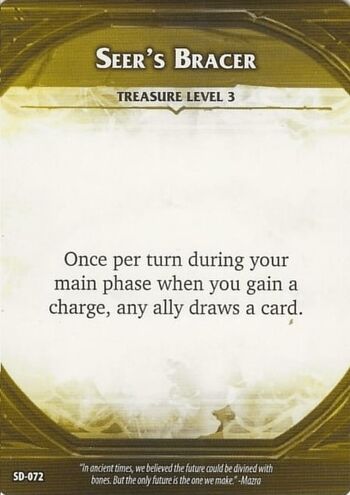 SEER'S BRACER
TREASURE LEVEL 3
Once per turn during your
main phase when you gain a
charge, any ally draws a card.
SD-072
"In ancient times, we believed the future could be divined with
bones. But the only future is the one we make." -Mazra